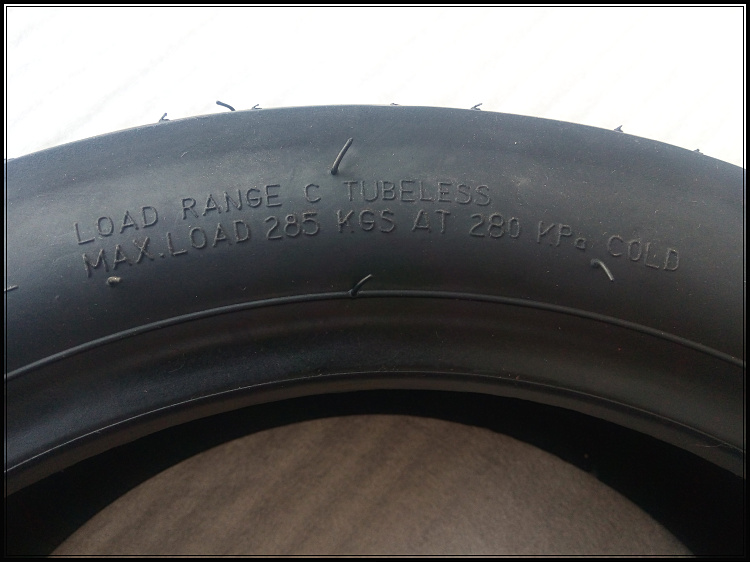 LOAD RANGE C TUBELESS
MAX.LOAD 285 KGS AT 280 KPa COLD